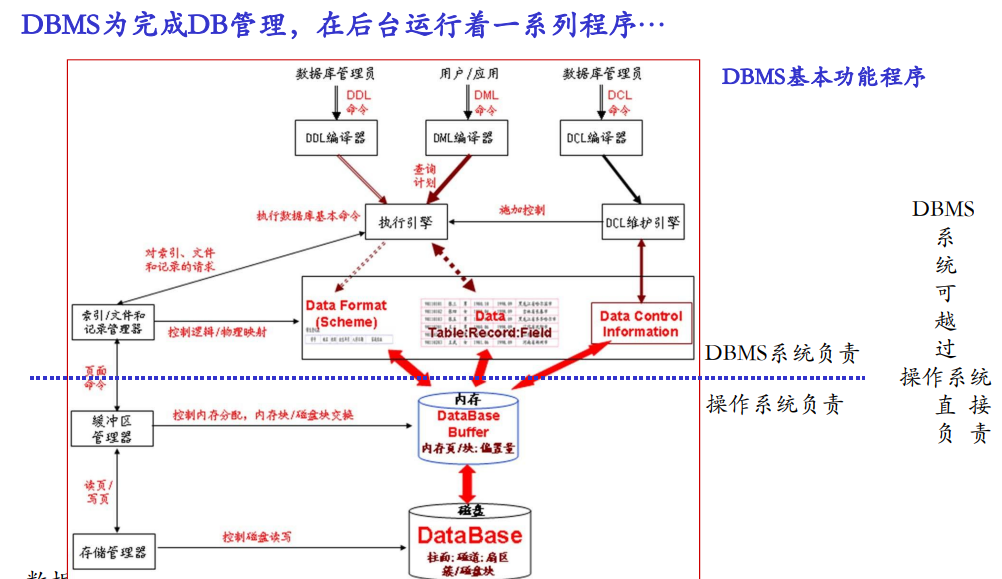 DBMS为完成DB管理，在后台运行着一系列程序…
DBMS基本功能程序
数据库管理员
用户/应用
数据库管理员
DDL
命令
DML
命令
DCL
命令
DDL编译器
DML编译器
DCL编译器
查询
计划
执行数据库基本命令
执行引擎
施加控制
DCL维护引擎
对索引、文件
和记录的请求
索引/文件和
记录管理器
控制逻辑/物理映射
Data Format
(Scheme)
Data
Table:Record:Field
Data Control
Information
DBMS系统负责
操作系统负责
DBMS
系
统
可
越
过
操作系统
直 接
负 责
页面
命令
缓冲区
管理器
控制内存分配，内存块/磁盘块交换
内存
DataBase
Buffer
内存页/块;偏置量
读页/
写页
存储管理器
控制磁盘读写
磁盘
DataBase
柱面;磁道;扇区
簇/磁盘块